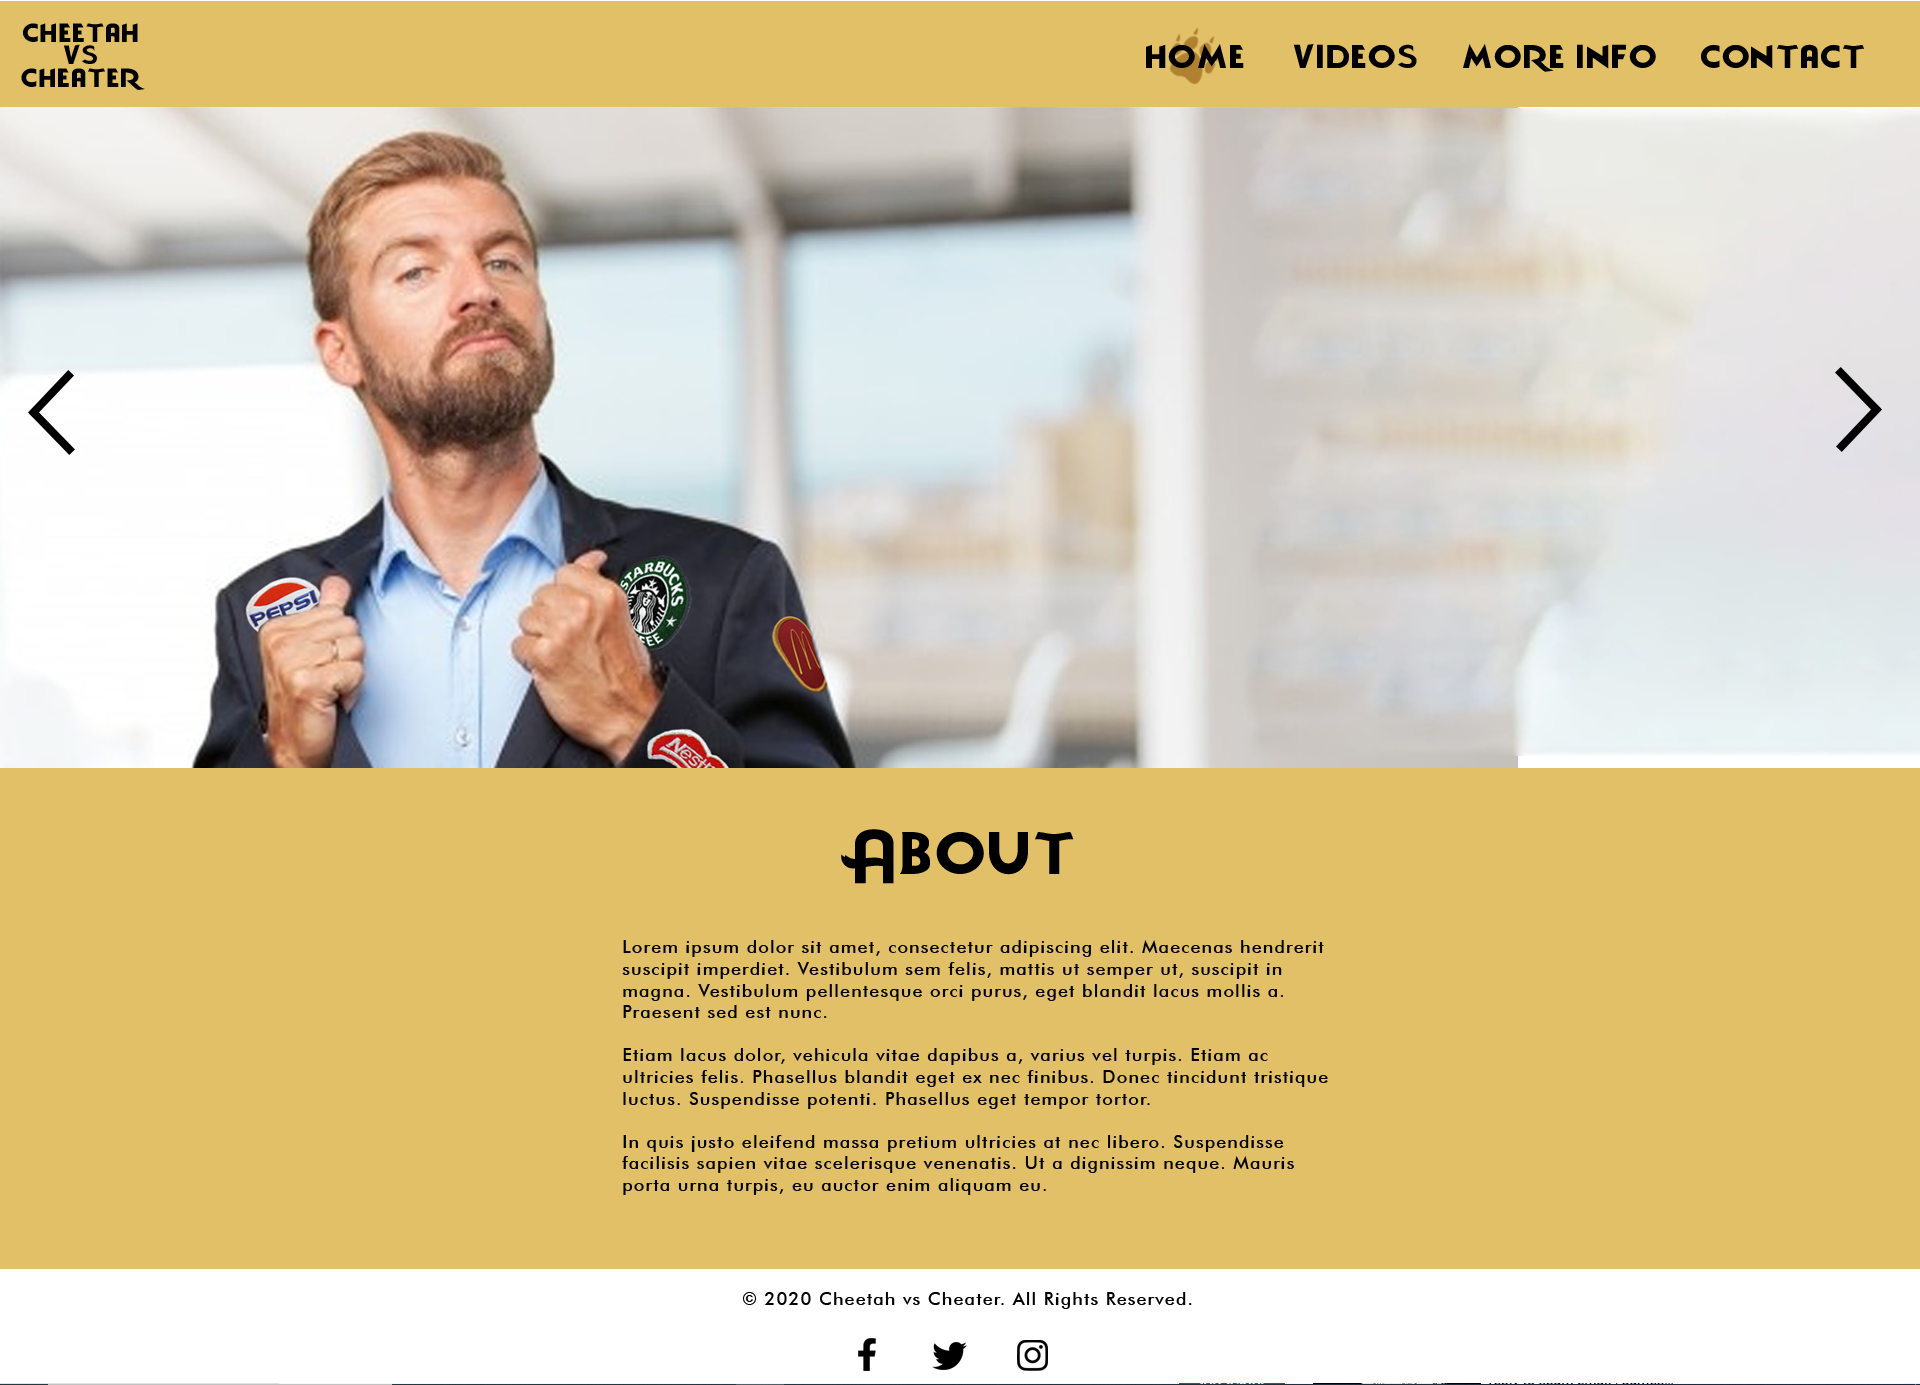 CHEETAH
VS
CHEATER
HOME VIDEOS MORE INFO CONTACT
PEPSI
STARBUCKS
About
Lorem ipsum dolor sit amet, consectetur adipiscing elit. Maecenas hendrerit
suscipit imperdiet. Vestibulum sem felis, mattis ut semper ut, suscipit in
magna. Vestibulum pellentesque orci purus, eget blandit lacus mollis a.
Praesent sed est nunc.
Etiam lacus dolor, vehicula vitae dapibus a, varius vel turpis. Etiam ac
ultricies felis. Phasellus blandit eget ex nec finibus. Donec tincidunt tristique
luctus. Suspendisse potenti. Phasellus eget tempor tortor.
In quis justo eleifend massa pretium ultricies at nec libero. Suspendisse
facilisis sapien vitae scelerisque venenatis. Ut a dignissim neque. Mauris
porta urna turpis, eu auctor enim aliquam eu.
© 2020 Cheetah vs Cheater. All Rights Reserved.